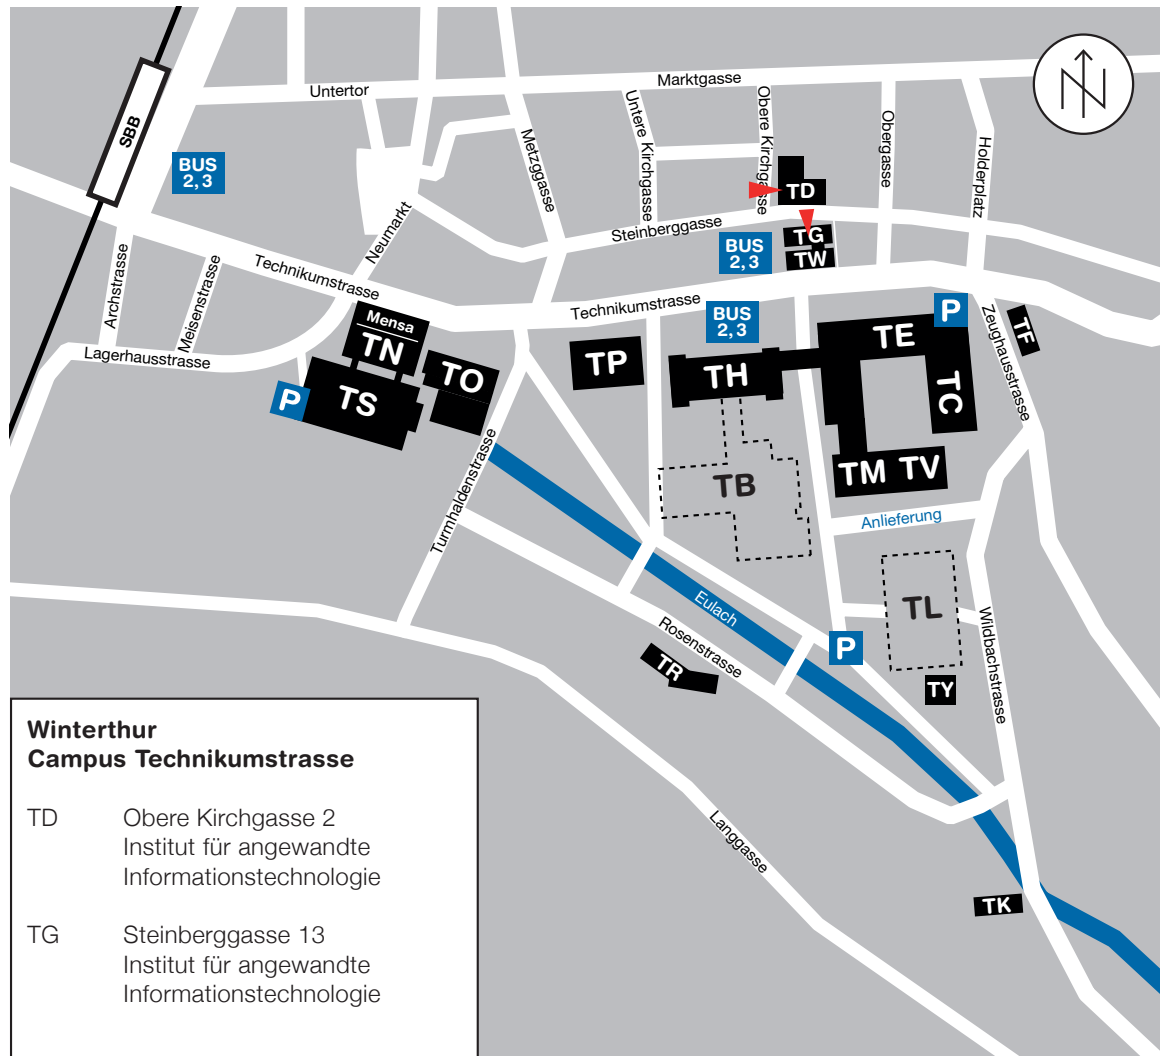 Marktgasse
Untertor
SBB
BUS
2, 3
Metzggasse
Untere Kirchgasse
Obere Kirchgasse
Obergasse
Holderplatz
N
TD
Neumarkt
Steinberggasse
TG
BUS
2, 3
TW
Archstrasse
Meisenstrasse
Technikumstrasse
Technikumstrasse
BUS
2, 3
P
Zeughausstrasse
TF
Mensa
TN
Lagerhausstrasse
TO
TP
TH
TE
TC
P
TS
Turmhaldenstrasse
TB
TM
TV
Anlieferung
Eulach
TL
Wildbachstrasse
Rosenstrasse
P
TR
TY
Langgasse
TK
Winterthur
Campus Technikumstrasse
TD Obere Kirchgasse 2
Institut für angewandte
Informationstechnologie
TG Steinberggasse 13
Institut für angewandte
Informationstechnologie